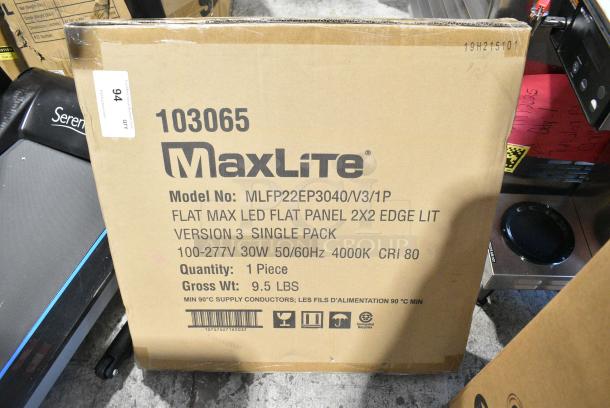 19H215101
94
QTY
103065
MAXLITE®
Model No: MLFP22EP3040/V3/1P
FLAT MAX LED FLAT PANEL 2X2 EDGE LIT
VERSION 3 SINGLE PACK
100-277V 30W 50/60Hz 4000K CRI 80
Quantity: 1 Piece
Gross Wt: 9.5 LBS
MIN 90°C SUPPLY CONDUCTORS; LES FILS D'ALIMENTATION 90 °C MIN
Seren